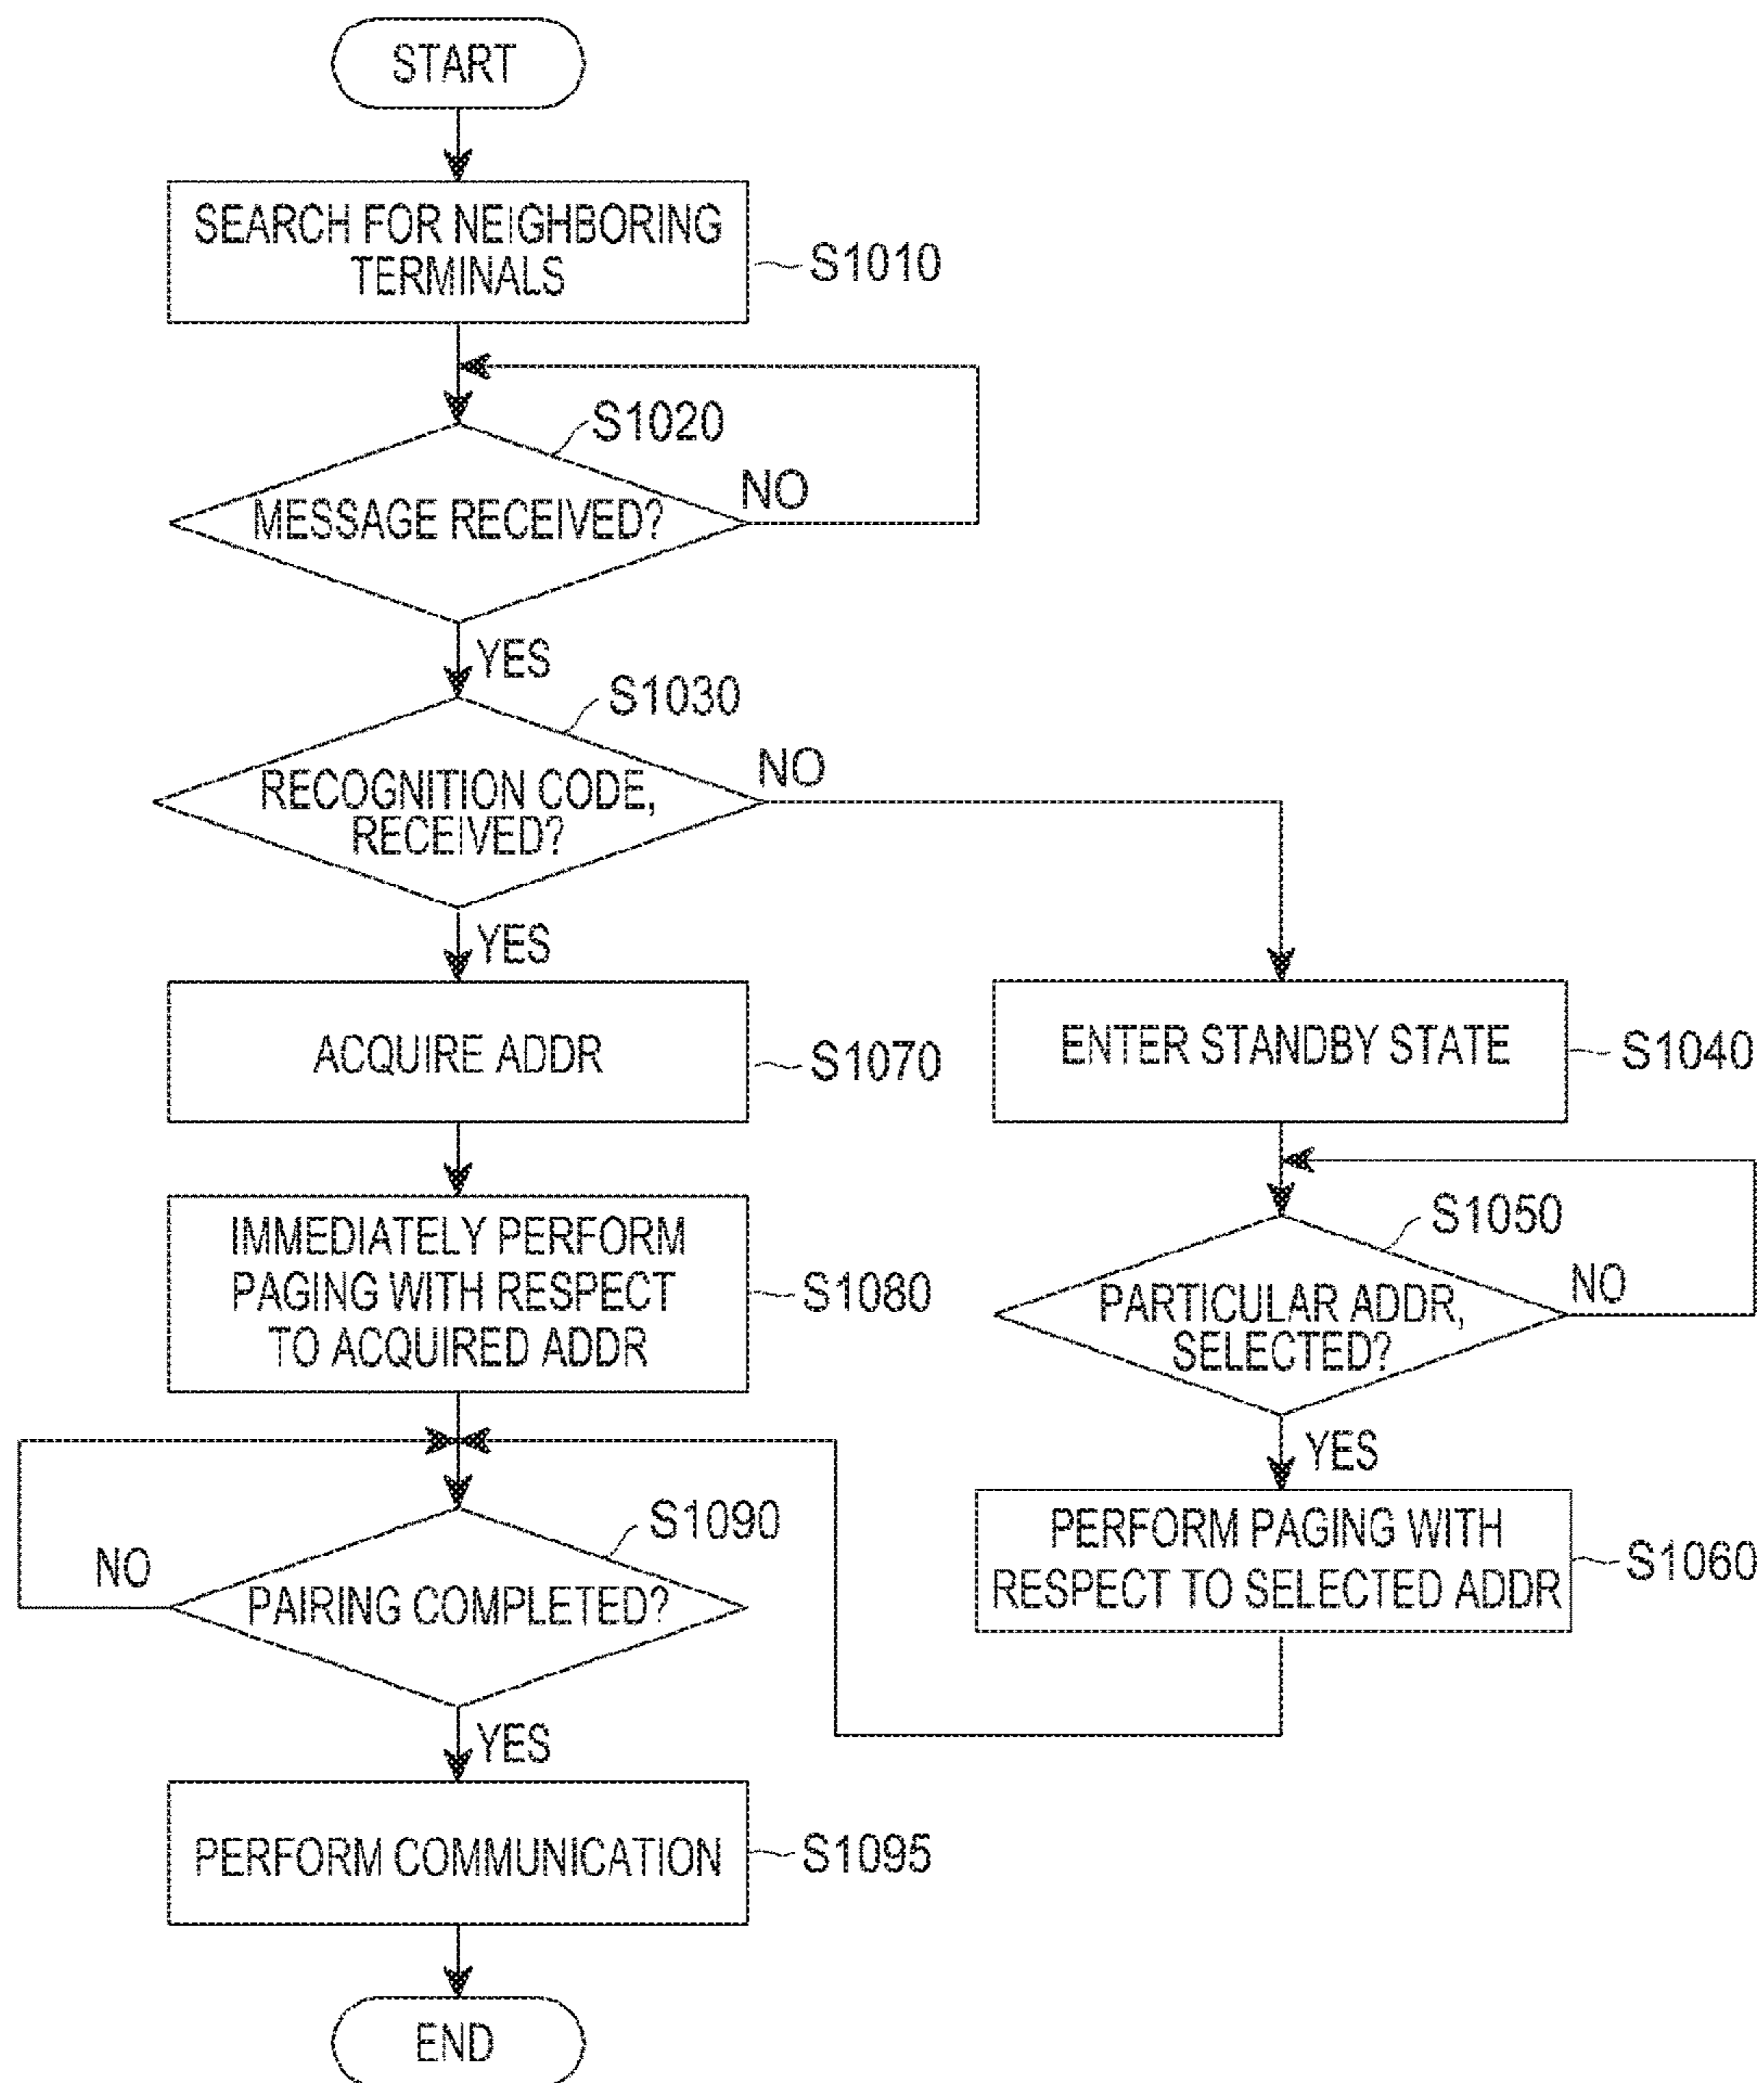 START
SEARCH FOR NEIGHBORING
TERMINALS
S1010
S1020
MESSAGE RECEIVED?
NO
YES
S1030
RECOGNITION CODE,
RECEIVED?
NO
YES
ACQUIRE ADDR
S1070
ENTER STANDBY STATE
S1040
IMMEDIATELY PERFORM
PAGING WITH RESPECT
TO ACQUIRED ADDR
S1080
S1050
PARTICULAR ADDR,
SELECTED?
NO
YES
PERFORM PAGING WITH
RESPECT TO SELECTED ADDR
S1060
S1090
NO
PAIRING COMPLETED?
YES
PERFORM COMMUNICATION
S1095
END